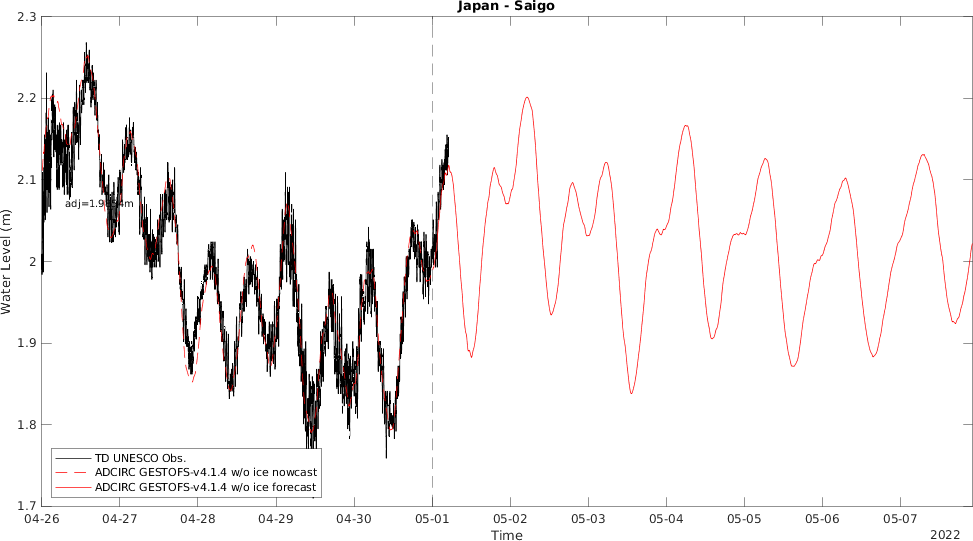 Japan - Saigo
2.3
2.2
2.1
2
1.9
1.8
1.7
Water Level (m)
TD UNESCO Obs.
ADCIRC GESTOFS-v4.1.4 w/o ice nowcast
ADCIRC GESTOFS-v4.1.4 w/o ice forecast
04-26 04-27 04-28 04-29 04-30 05-01 05-02 05-03 05-04 05-05 05-06 05-07
Time
2022